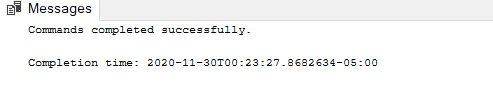 Messages
Commands completed successfully.
Completion time: 2020-11-30T00:23:27.8682634-05:00